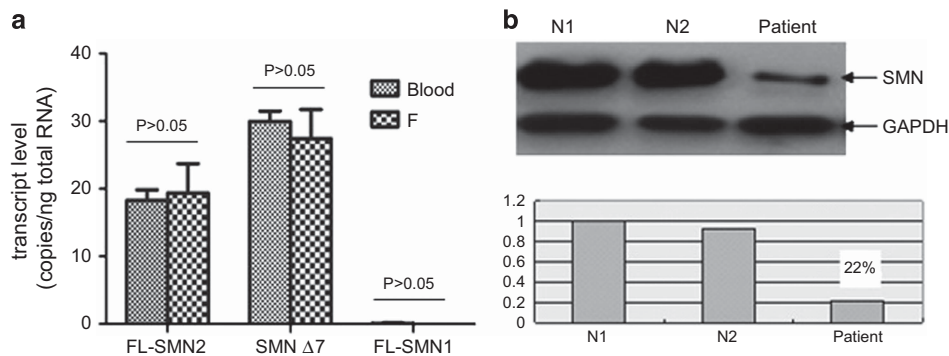 a
transcript level
(copies/ng total RNA)
40
30
20
10
0
P>0.05
P>0.05
P>0.05
Blood
F
FL-SMN2
SMN Δ7
FL-SMN1
b
N1
N2
Patient
SMN
GAPDH
1.2
1
0.8
0.6
0.4
0.2
0
22%
N1
N2
Patient